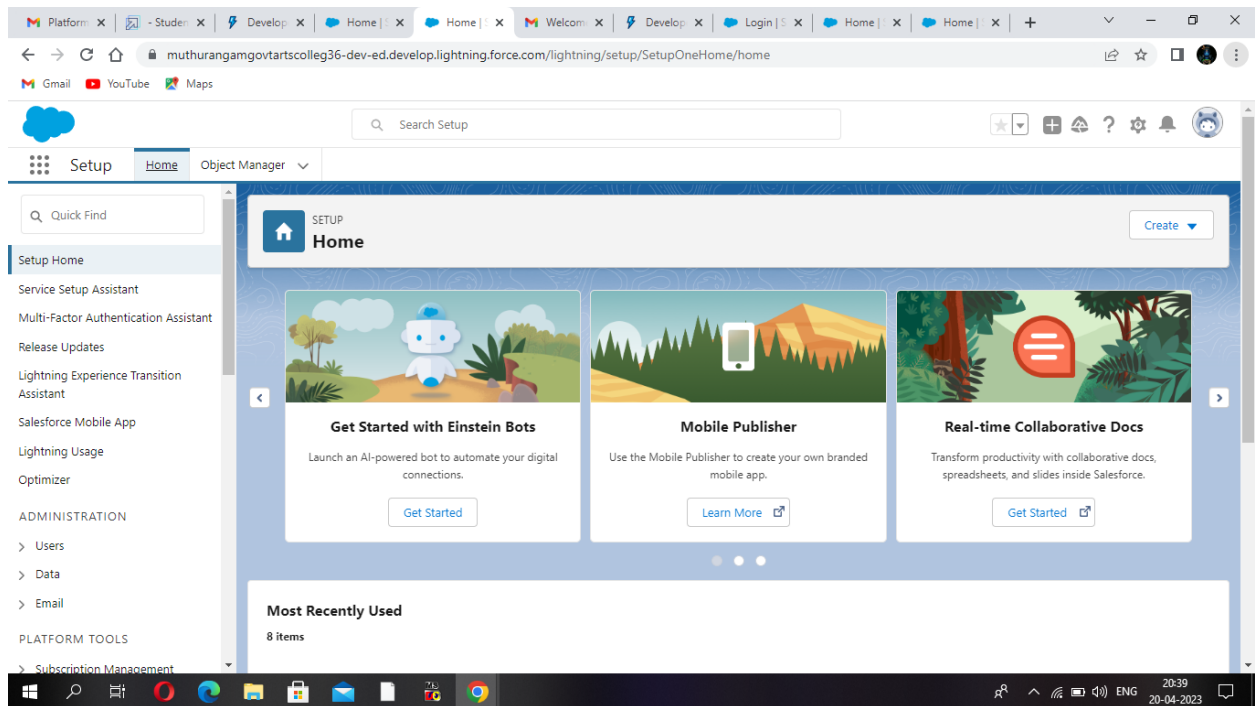 Platform
- Studen
Develop
Home | S
Home | S
Welcom
Develop
Login | S
Home | S
Home | S
muthurangamgovtartscolleg36-dev-ed.develop.lightning.force.com/lightning/setup/SetupOneHome/home
Gmail YouTube Maps
Search Setup
Setup Home Object Manager
Quick Find
SETUP
Home
Create
Setup Home
Service Setup Assistant
Multi-Factor Authentication Assistant
Release Updates
Lightning Experience Transition
Assistant
Salesforce Mobile App
Lightning Usage
Optimizer
ADMINISTRATION
Users
Data
Email
PLATFORM TOOLS
Subscription Management
Get Started with Einstein Bots
Launch an AI-powered bot to automate your digital
connections.
Get Started
Mobile Publisher
Use the Mobile Publisher to create your own branded
mobile app.
Learn More
Real-time Collaborative Docs
Transform productivity with collaborative docs,
spreadsheets, and slides inside Salesforce.
Get Started
Most Recently Used
8 items
ENG
20:39
20-04-2023